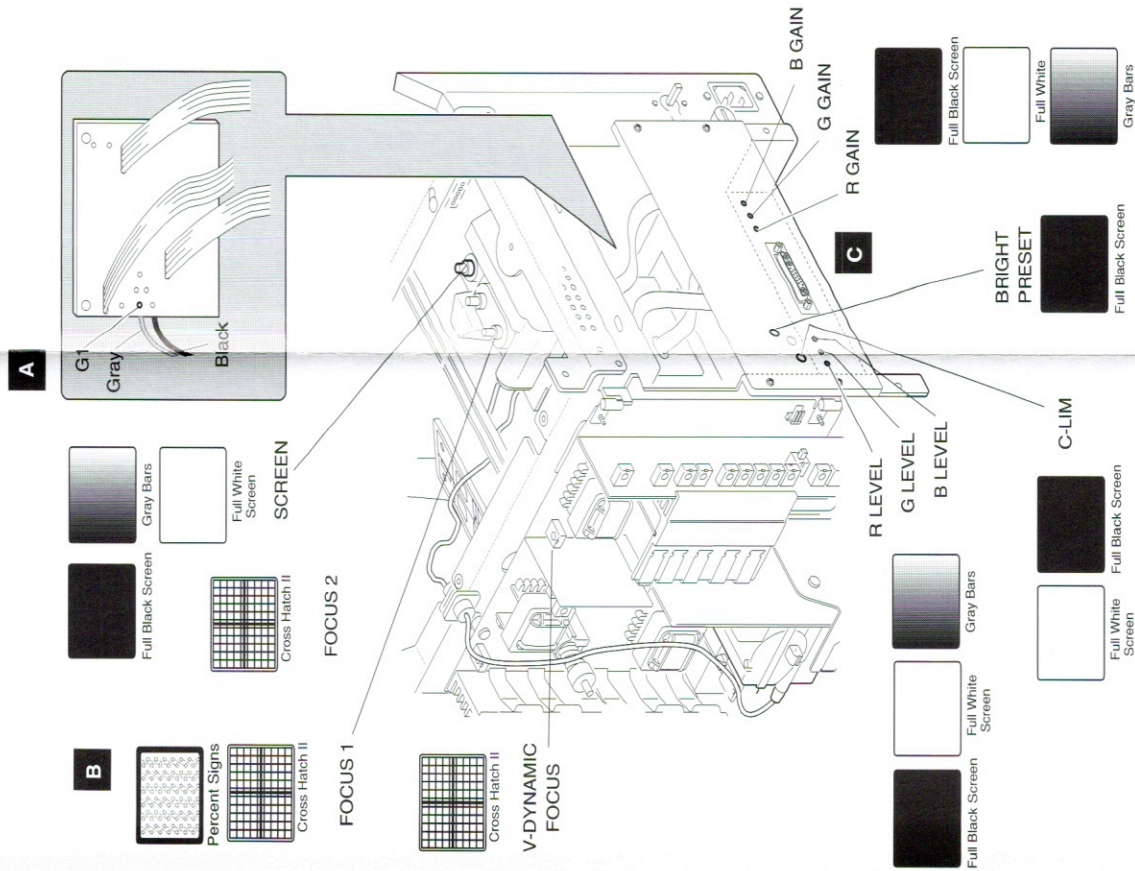 A
G1
Gray
Black
Gray Bars
Full White
Screen
Full Black Screen
SCREEN
Cross Hatch II
FOCUS 2
B
Percent Signs
Cross Hatch II
FOCUS 1
Cross Hatch II
V-DYNAMIC
FOCUS
B GAIN
G GAIN
R GAIN
Full Black Screen
Full White
Gray Bars
C
BRIGHT
PRESET
Full Black Screen
C-LIM
Full Black Screen
Full White
Screen
R LEVEL
G LEVEL
B LEVEL
Gray Bars
Full White
Screen
Full Black Screen